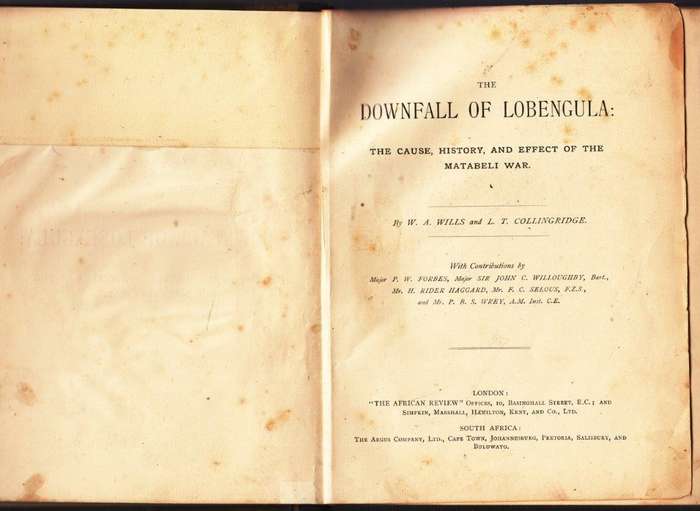 THE
DOWNFALL OF LOBENGULA:
THE CAUSE, HISTORY, AND EFFECT OF THE
MATABELI WAR.
By W. A. WILLS and L. T. COLLINGRIDGE.
With Contributions by
Major P. W. FORBES, Major SIR JOHN C. WILLOUGHBY, Bart.,
Mr. H. RIDER HAGGARD, Mr. F. C. SELOUS, F.Z.S.,
and Mr. P. B. S. WREY, A.M. Inst. C.E.
LONDON:
"THE AFRICAN REVIEW" OFFICES, 10, BASINGHALL STREET, E.C.; AND
SIMPKIN, MARSHALL, HAMILTON, KENT, AND CO., LTD.
SOUTH AFRICA:
THE ARGUS COMPANY, LTD., CAPE TOWN, JOHANNESBURG, PRETORIA, SALISBURY, AND
BULUWAYO.